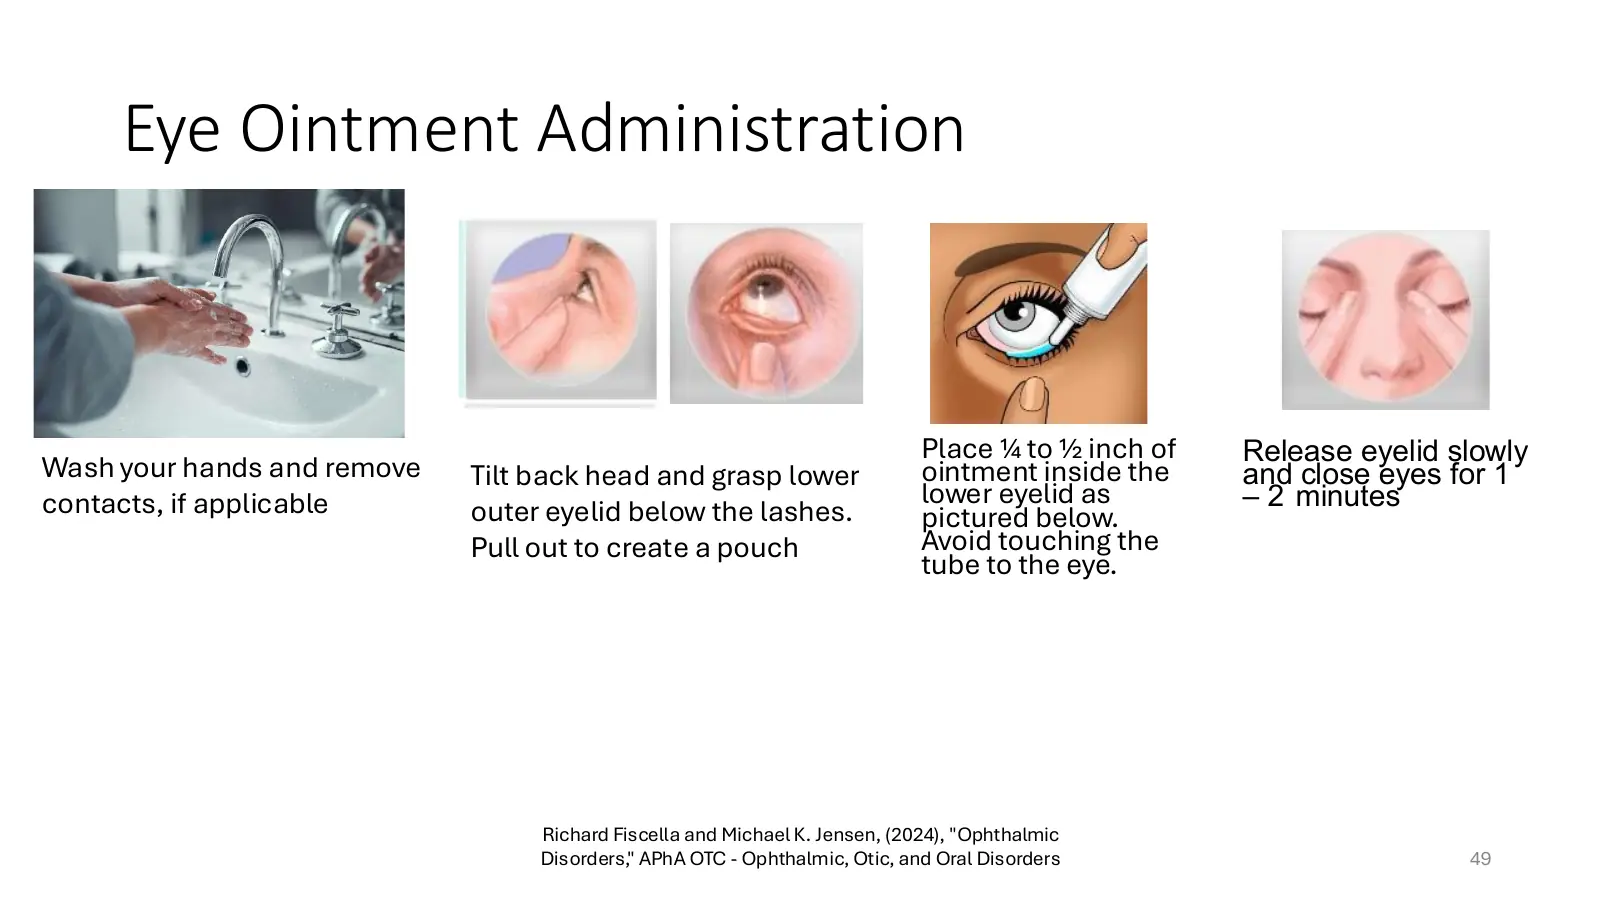 Eye Ointment Administration
Wash your hands and remove
contacts, if applicable
Tilt back head and grasp lower
outer eyelid below the lashes.
Pull out to create a pouch
Place ¼ to ½ inch of
ointment inside the
lower eyelid as
pictured below.
Avoid touching the
tube to the eye.
Release eyelid slowly
and close eyes for 1
– 2 minutes
Richard Fiscella and Michael K. Jensen, (2024), "Ophthalmic
Disorders," APhA OTC - Ophthalmic, Otic, and Oral Disorders
49